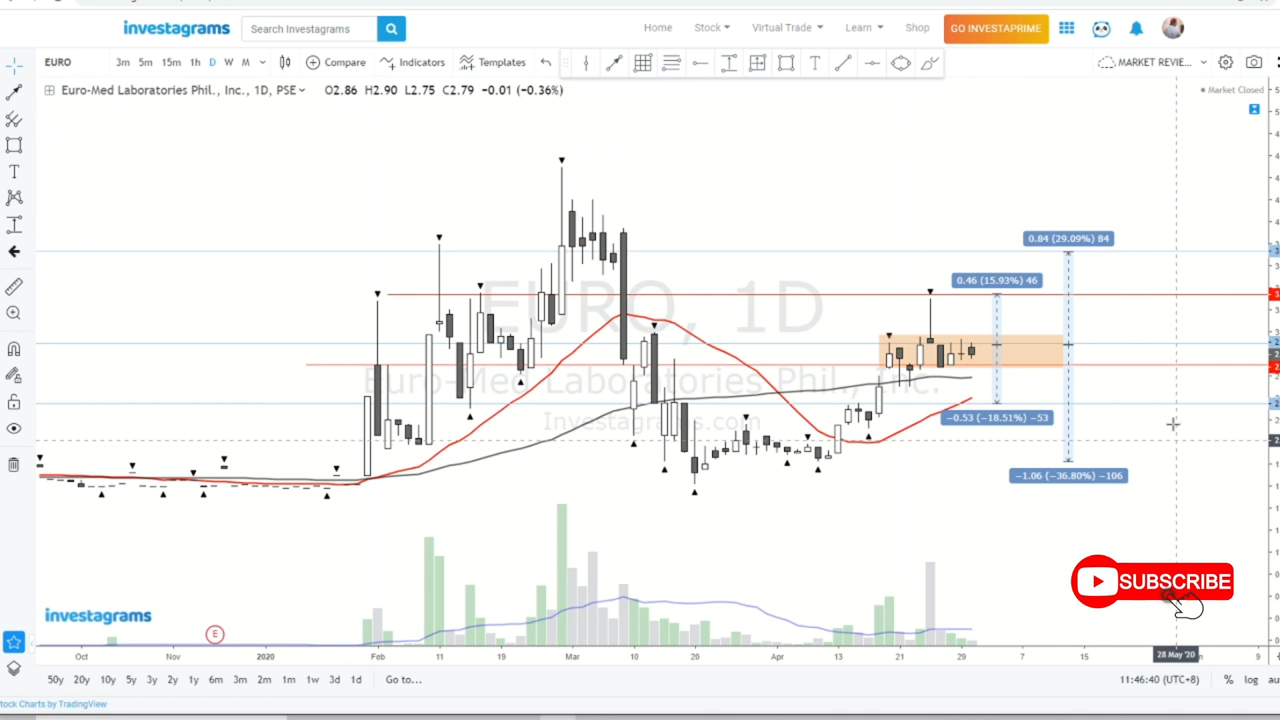 investagrams
Search Investagrams
Home
Stock
Virtual Trade
Learn
Shop
GO INVESTAPRIME
EURO
3m 5m 15m 1h D W M
Compare
Indicators
Templates
MARKET REVIE...
Euro-Med Laboratories Phil., Inc., 1D, PSE
O2.86 H2.90 L2.75 C2.79 −0.01 (−0.36%)
Market Closed
0.84 (29.09%) 84
0.46 (15.93%) 46
EURO, 1D
Euro-Med Laboratories Phil., Inc.
Investagrams.com
−0.53 (−18.51%) −53
−1.06 (−36.80%) −106
SUBSCRIBE
investagrams
E
Oct Nov 2020 Feb 11 19 Mar 10 20 Apr 13 21 29 7 15 28 May '20 9
50y 20y 10y 5y 3y 2y 1y 6m 3m 2m 1m 1w 3d 1d Go to...
11:46:40 (UTC+8) % log au
tock Charts by TradingView